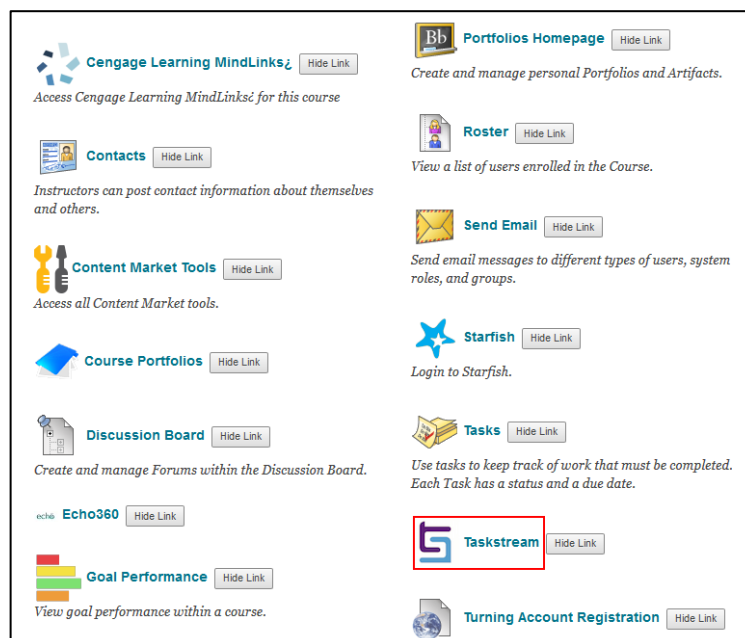 Cengage Learning MindLinks¿ Hide Link
Access Cengage Learning MindLinks¿ for this course
Contacts Hide Link
Instructors can post contact information about themselves
and others.
Content Market Tools Hide Link
Access all Content Market tools.
Course Portfolios Hide Link
Discussion Board Hide Link
Create and manage Forums within the Discussion Board.
echo Echo360 Hide Link
Goal Performance Hide Link
View goal performance within a course.
Bb Portfolios Homepage Hide Link
Create and manage personal Portfolios and Artifacts.
Roster Hide Link
View a list of users enrolled in the Course.
Send Email Hide Link
Send email messages to different types of users, system
roles, and groups.
Starfish Hide Link
Login to Starfish.
Tasks Hide Link
Use tasks to keep track of work that must be completed.
Each Task has a status and a due date.
Taskstream Hide Link
Turning Account Registration Hide Link